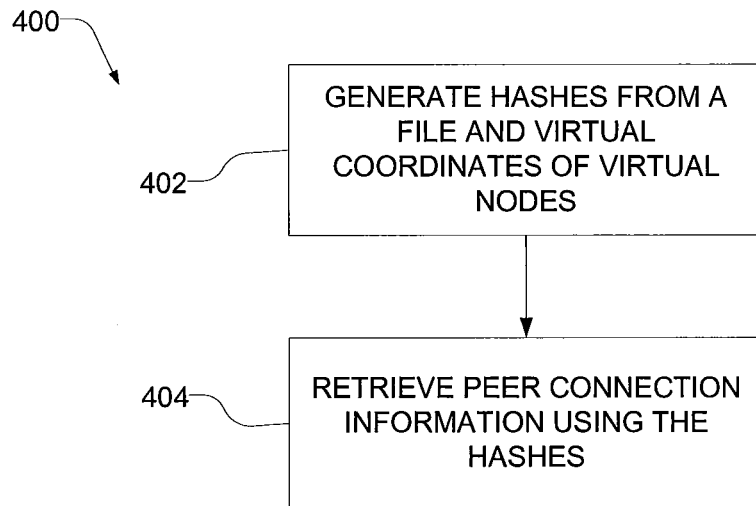 400
GENERATE HASHES FROM A
FILE AND VIRTUAL
COORDINATES OF VIRTUAL
NODES
402
RETRIEVE PEER CONNECTION
INFORMATION USING THE
HASHES
404